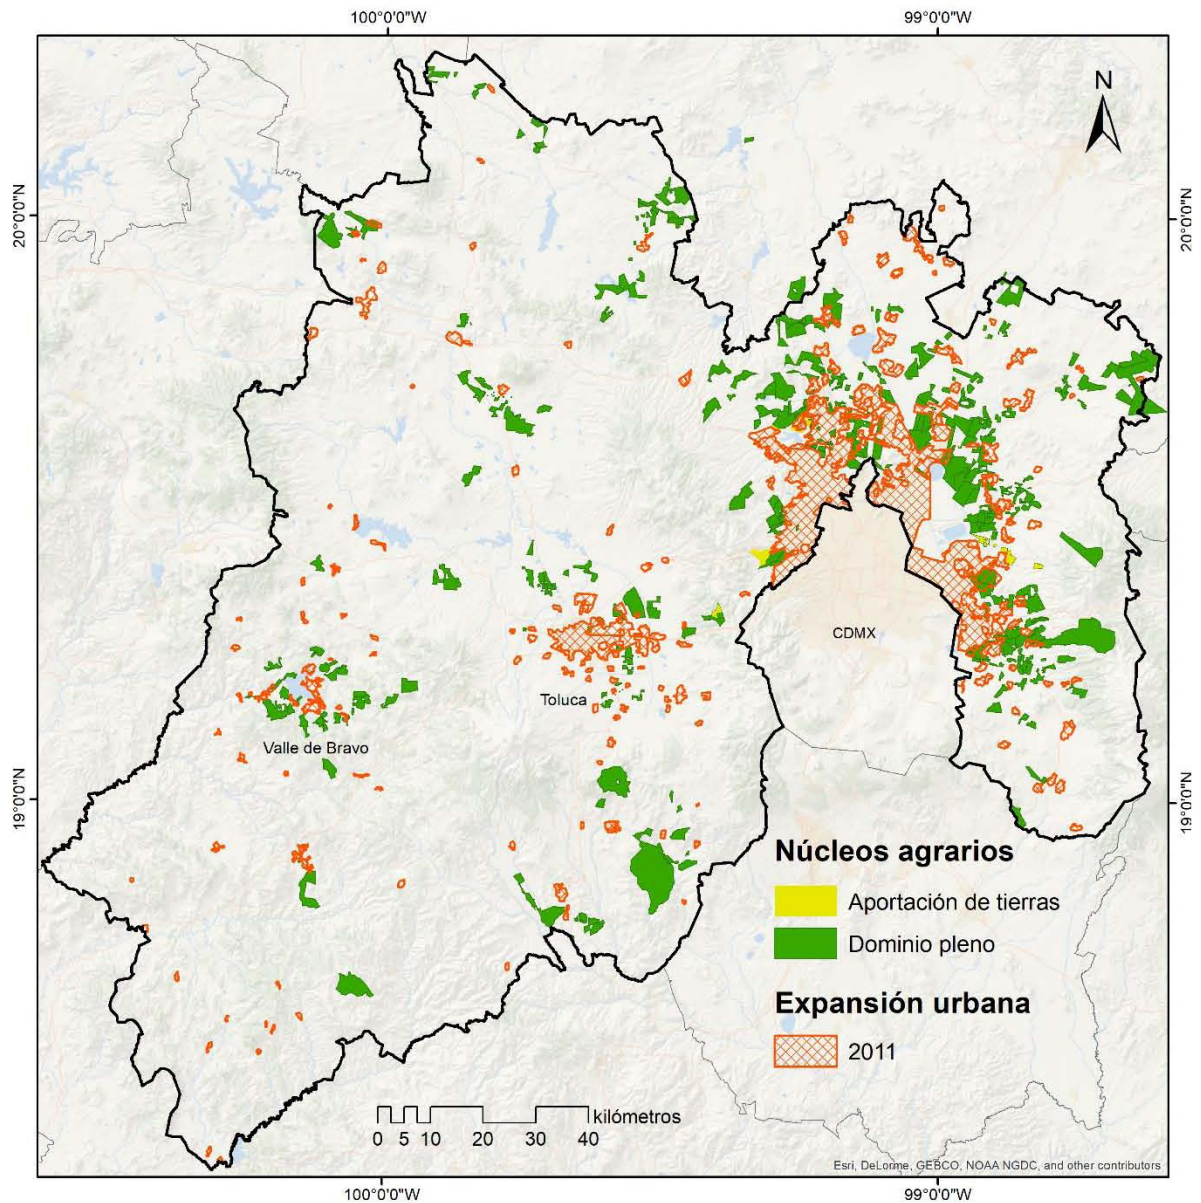 100°0'0"W
99°0'0"W
N
20°0'0"N
20°0'0"N
CDMX
Toluca
Valle de Bravo
19°0'0"N
19°0'0"N
Núcleos agrarios
Aportación de tierras
Dominio pleno
Expansión urbana
2011
kilómetros
0 5 10 20 30 40
Esri, DeLorme, GEBCO, NOAA NGDC, and other contributors
100°0'0"W
99°0'0"W